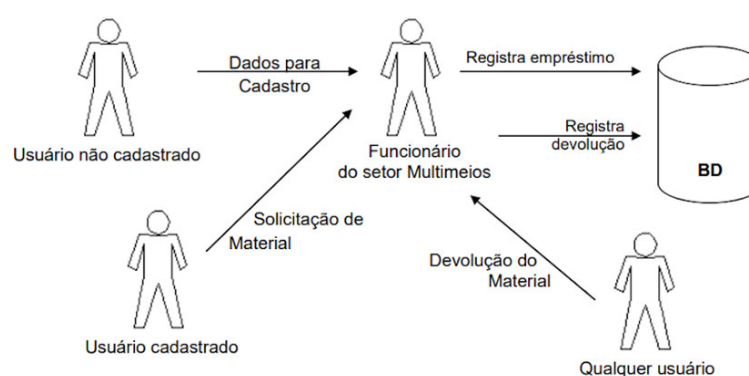 Dados para
Cadastro
Registra empréstimo
Registra
devolução
BD
Usuário não cadastrado
Funcionário
do setor Multimeios
Solicitação de
Material
Devolução do
Material
Usuário cadastrado
Qualquer usuário